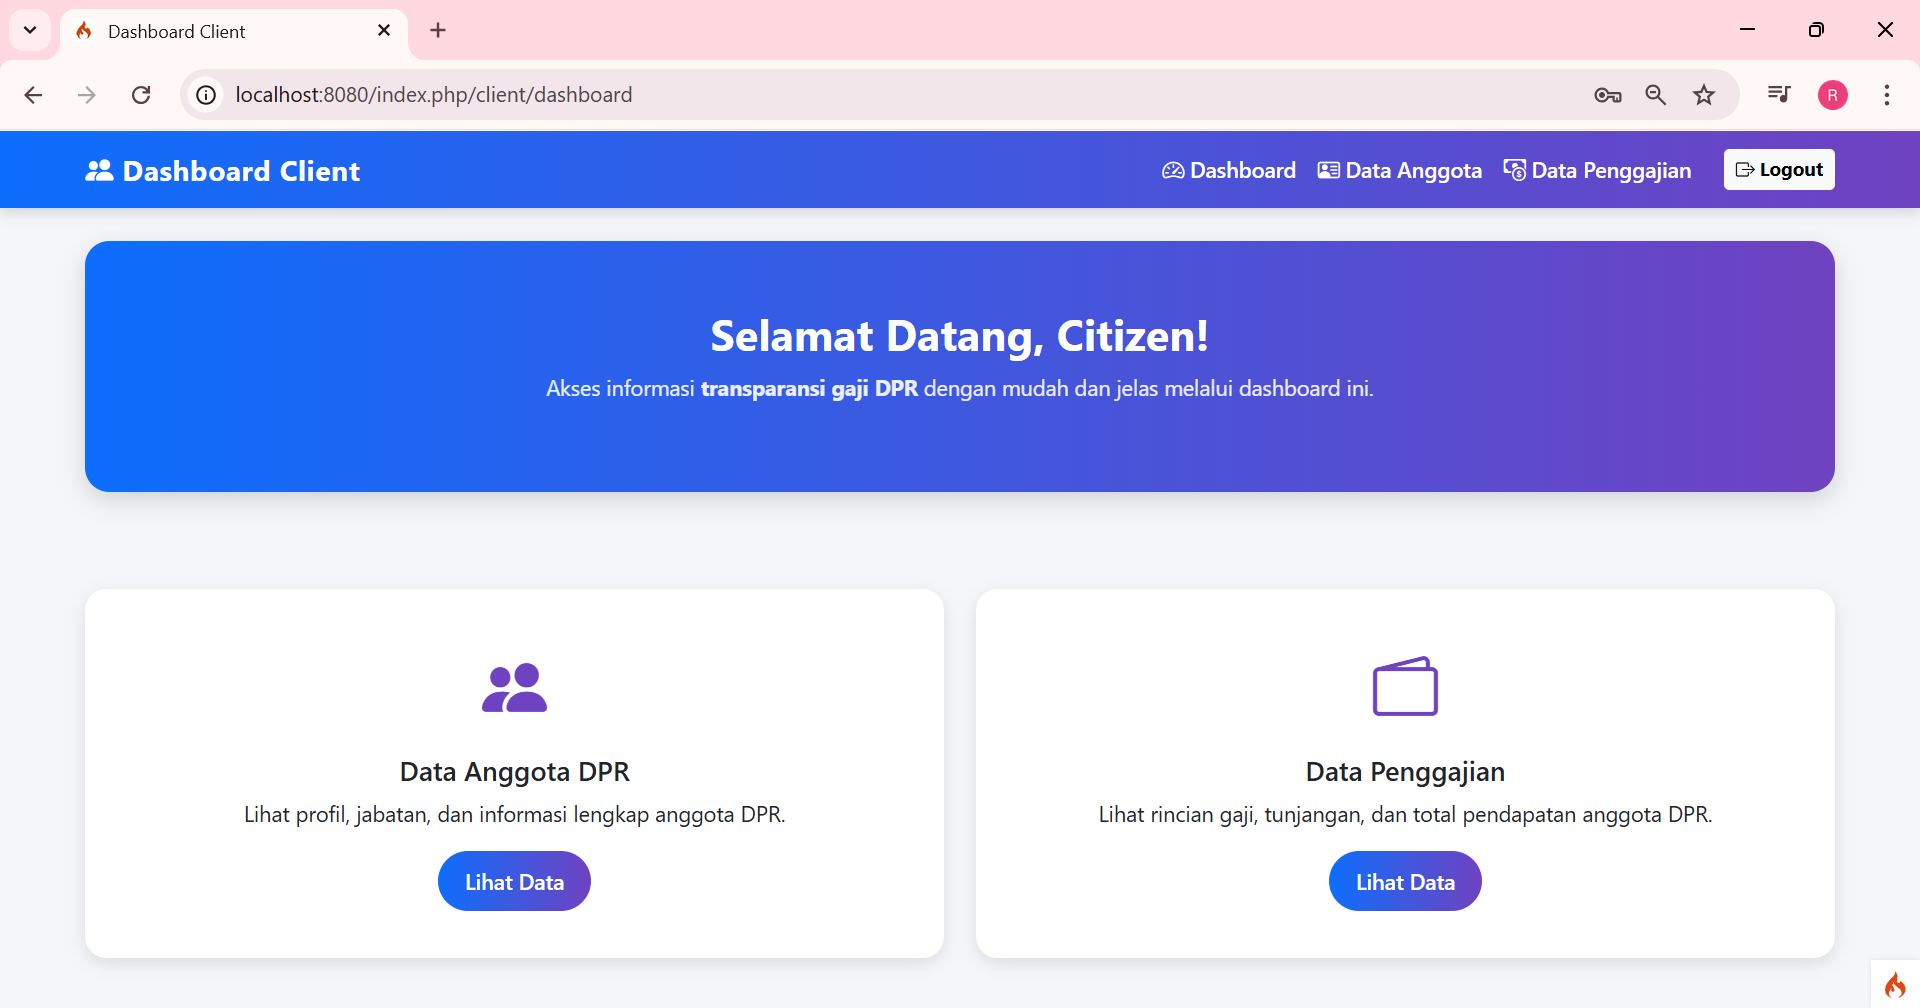 Dashboard Client
localhost:8080/index.php/client/dashboard
R
Dashboard Client
Dashboard
Data Anggota
Data Penggajian
Logout
Selamat Datang, Citizen!
Akses informasi transparansi gaji DPR dengan mudah dan jelas melalui dashboard ini.
Data Anggota DPR
Lihat profil, jabatan, dan informasi lengkap anggota DPR.
Lihat Data
Data Penggajian
Lihat rincian gaji, tunjangan, dan total pendapatan anggota DPR.
Lihat Data